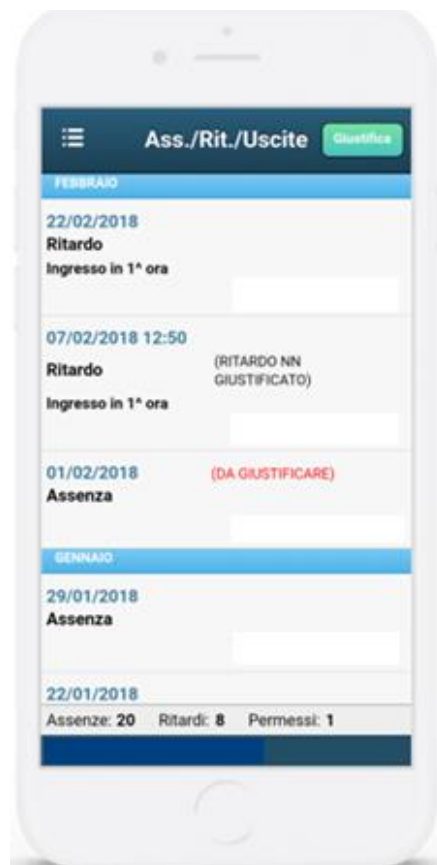 Ass./Rit./Uscite Giustifica
FEBBRAIO
22/02/2018
Ritardo
Ingresso in 1^ ora
07/02/2018 12:50
Ritardo (RITARDO NN
GIUSTIFICATO)
Ingresso in 1^ ora
01/02/2018 (DA GIUSTIFICARE)
Assenza
GENNAIO
29/01/2018
Assenza
22/01/2018
Assenze: 20 Ritardi: 8 Permessi: 1